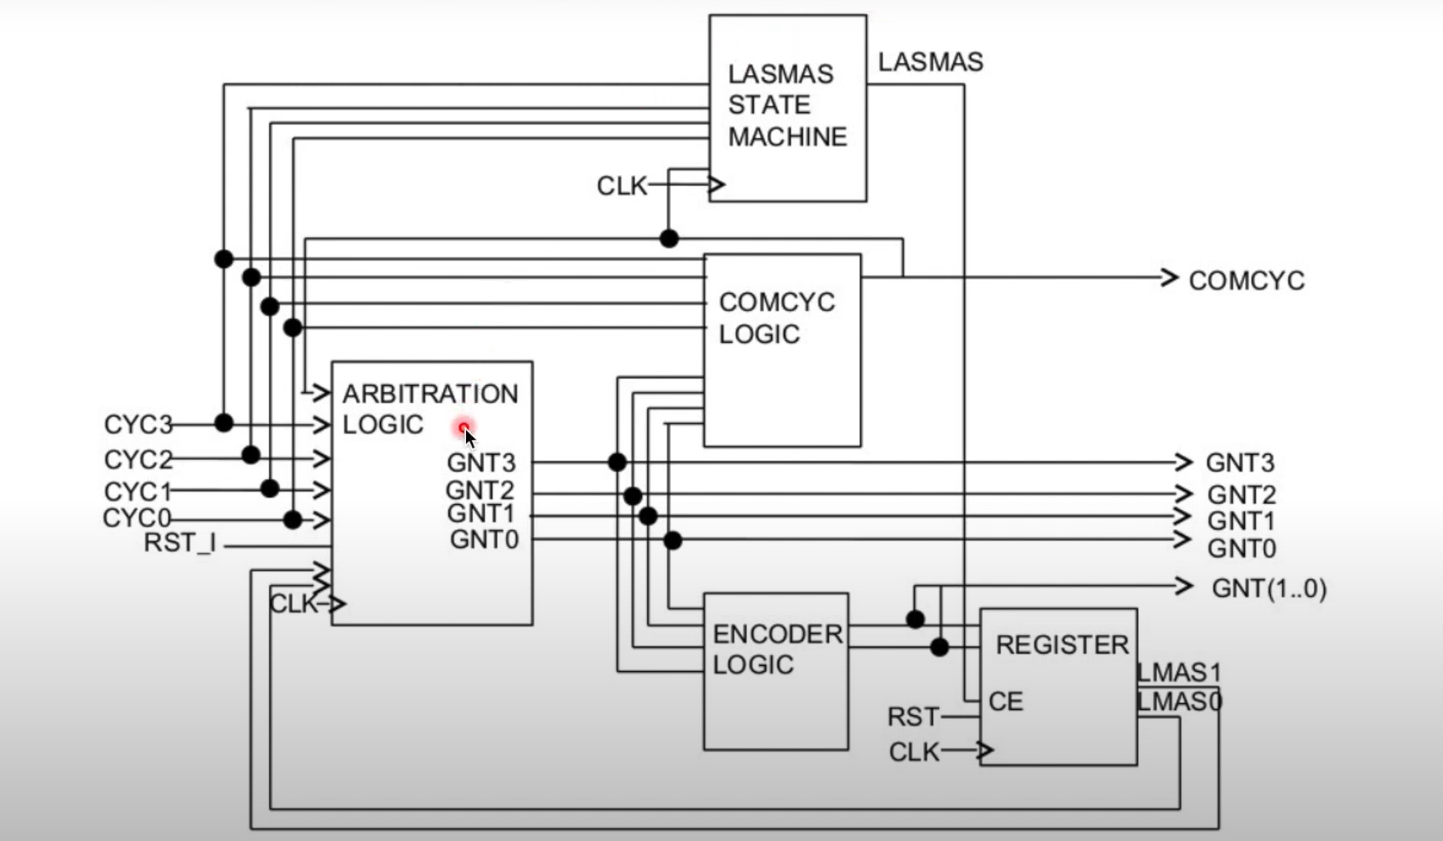 LASMAS
LASMAS
STATE
MACHINE
CLK
COMCYC
LOGIC
COMCYC
ARBITRATION
LOGIC
CYC3
CYC2
CYC1
CYC0
RST_I
CLK
GNT3
GNT2
GNT1
GNT0
GNT3
GNT2
GNT1
GNT0
GNT(1..0)
ENCODER
LOGIC
REGISTER
CE
RST
CLK
LMAS1
LMAS0